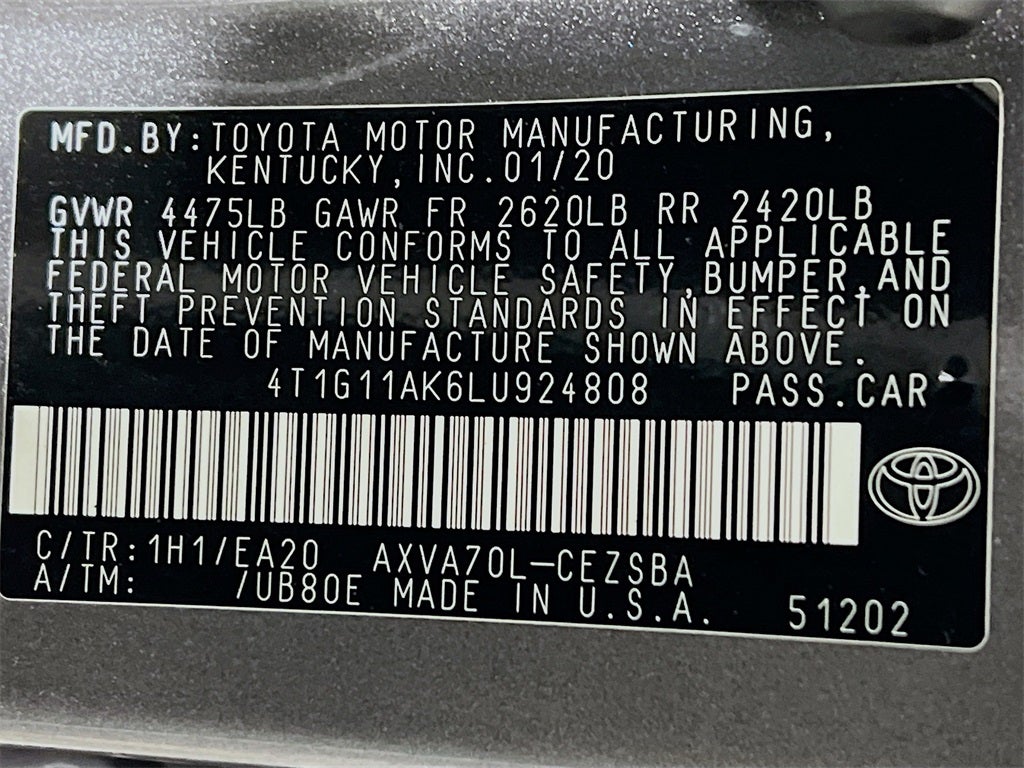 MFD.BY:TOYOTA MOTOR MANUFACTURING,
KENTUCKY,INC.01/20
GVWR 4475LB GAWR FR 2620LB RR 2420LB
THIS VEHICLE CONFORMS TO ALL APPLICABLE
FEDERAL MOTOR VEHICLE SAFETY,BUMPER,AND
THEFT PREVENTION STANDARDS IN EFFECT ON
THE DATE OF MANUFACTURE SHOWN ABOVE.
4T1G11AK6LU924808 PASS.CAR
C/TR:1H1/EA20 AXVA70L-CEZSBA
A/TM: /UB80E MADE IN U.S.A. 51202